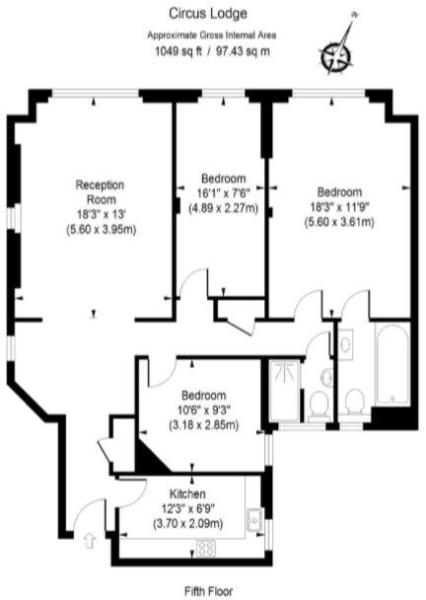 Circus Lodge
Approximate Gross Internal Area
1049 sq ft / 97.43 sq m
N
Reception
Room
18'3" x 13'
(5.60 x 3.95m)
Bedroom
16'1" x 7'6"
(4.89 x 2.27m)
Bedroom
18'3" x 11'9"
(5.60 x 3.61m)
Bedroom
10'6" x 9'3"
(3.18 x 2.85m)
Kitchen
12'3" x 6'9"
(3.70 x 2.09m)
Fifth Floor